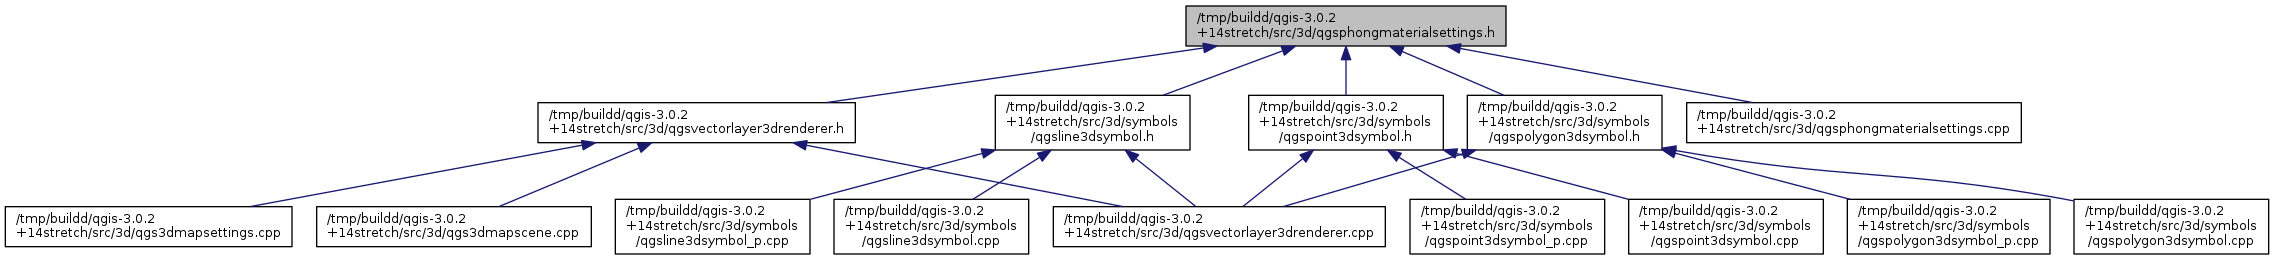 /tmp/buildd/qgis-3.0.2
+14stretch/src/3d/qgsphongmaterialsettings.h
/tmp/buildd/qgis-3.0.2
+14stretch/src/3d/qgsvectorlayer3drenderer.h
/tmp/buildd/qgis-3.0.2
+14stretch/src/3d/symbols
/qgsline3dsymbol.h
/tmp/buildd/qgis-3.0.2
+14stretch/src/3d/symbols
/qgspoint3dsymbol.h
/tmp/buildd/qgis-3.0.2
+14stretch/src/3d/symbols
/qgspolygon3dsymbol.h
/tmp/buildd/qgis-3.0.2
+14stretch/src/3d/qgsphongmaterialsettings.cpp
/tmp/buildd/qgis-3.0.2
+14stretch/src/3d/qgs3dmapsettings.cpp
/tmp/buildd/qgis-3.0.2
+14stretch/src/3d/qgs3dmapscene.cpp
/tmp/buildd/qgis-3.0.2
+14stretch/src/3d/symbols
/qgsline3dsymbol_p.cpp
/tmp/buildd/qgis-3.0.2
+14stretch/src/3d/symbols
/qgsline3dsymbol.cpp
/tmp/buildd/qgis-3.0.2
+14stretch/src/3d/qgsvectorlayer3drenderer.cpp
/tmp/buildd/qgis-3.0.2
+14stretch/src/3d/symbols
/qgspoint3dsymbol_p.cpp
/tmp/buildd/qgis-3.0.2
+14stretch/src/3d/symbols
/qgspoint3dsymbol.cpp
/tmp/buildd/qgis-3.0.2
+14stretch/src/3d/symbols
/qgspolygon3dsymbol_p.cpp
/tmp/buildd/qgis-3.0.2
+14stretch/src/3d/symbols
/qgspolygon3dsymbol.cpp